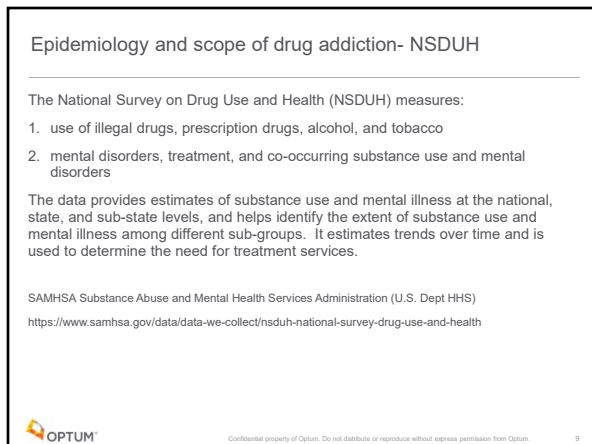 Epidemiology and scope of drug addiction- NSDUH
The National Survey on Drug Use and Health (NSDUH) measures:
1. use of illegal drugs, prescription drugs, alcohol, and tobacco
2. mental disorders, treatment, and co-occurring substance use and mental
disorders
The data provides estimates of substance use and mental illness at the national,
state, and sub-state levels, and helps identify the extent of substance use and
mental illness among different sub-groups. It estimates trends over time and is
used to determine the need for treatment services.
SAMHSA Substance Abuse and Mental Health Services Administration (U.S. Dept HHS)
https://www.samhsa.gov/data/data-we-collect/nsduh-national-survey-drug-use-and-health
OPTUM™
Confidential property of Optum. Do not distribute or reproduce without express permission from Optum.
9